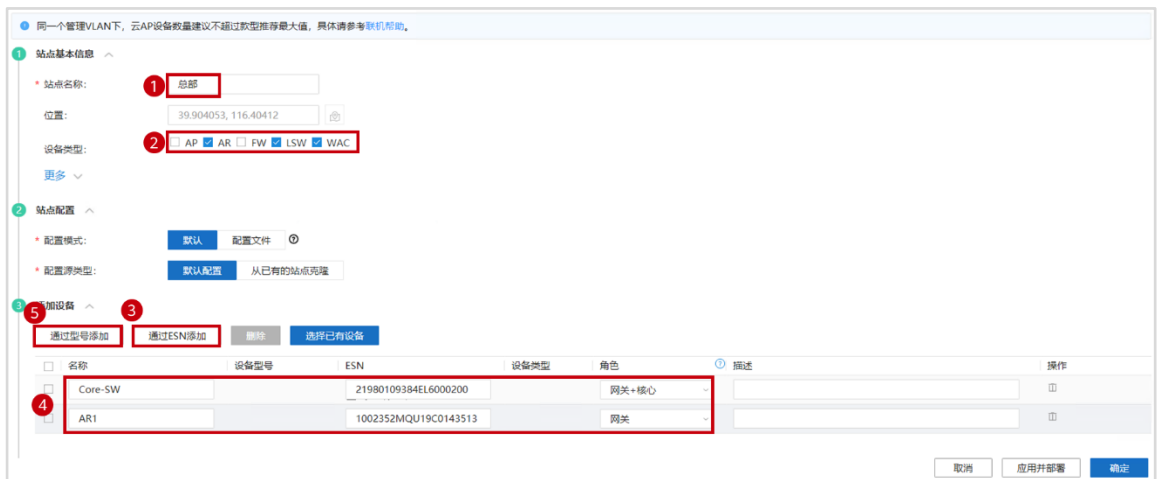 同一个管理VLAN下，云AP设备数量建议不超过款型推荐最大值，具体请参考联机帮助。
1 站点基本信息
* 站点名称: 1 总部
位置: 39.904053, 116.40412
设备类型: 2 AP AR FW LSW WAC
更多
2 站点配置
* 配置模式: 默认 配置文件
* 配置源类型: 默认配置 从已有的站点克隆
3 添加设备
5 通过型号添加 3 通过ESN添加 删除 选择已有设备
名称 设备型号 ESN 设备类型 角色 描述 操作
4 Core-SW 21980109384EL6000200 网关+核心
AR1 1002352MQU19C0143513 网关
取消 应用并部署 确定